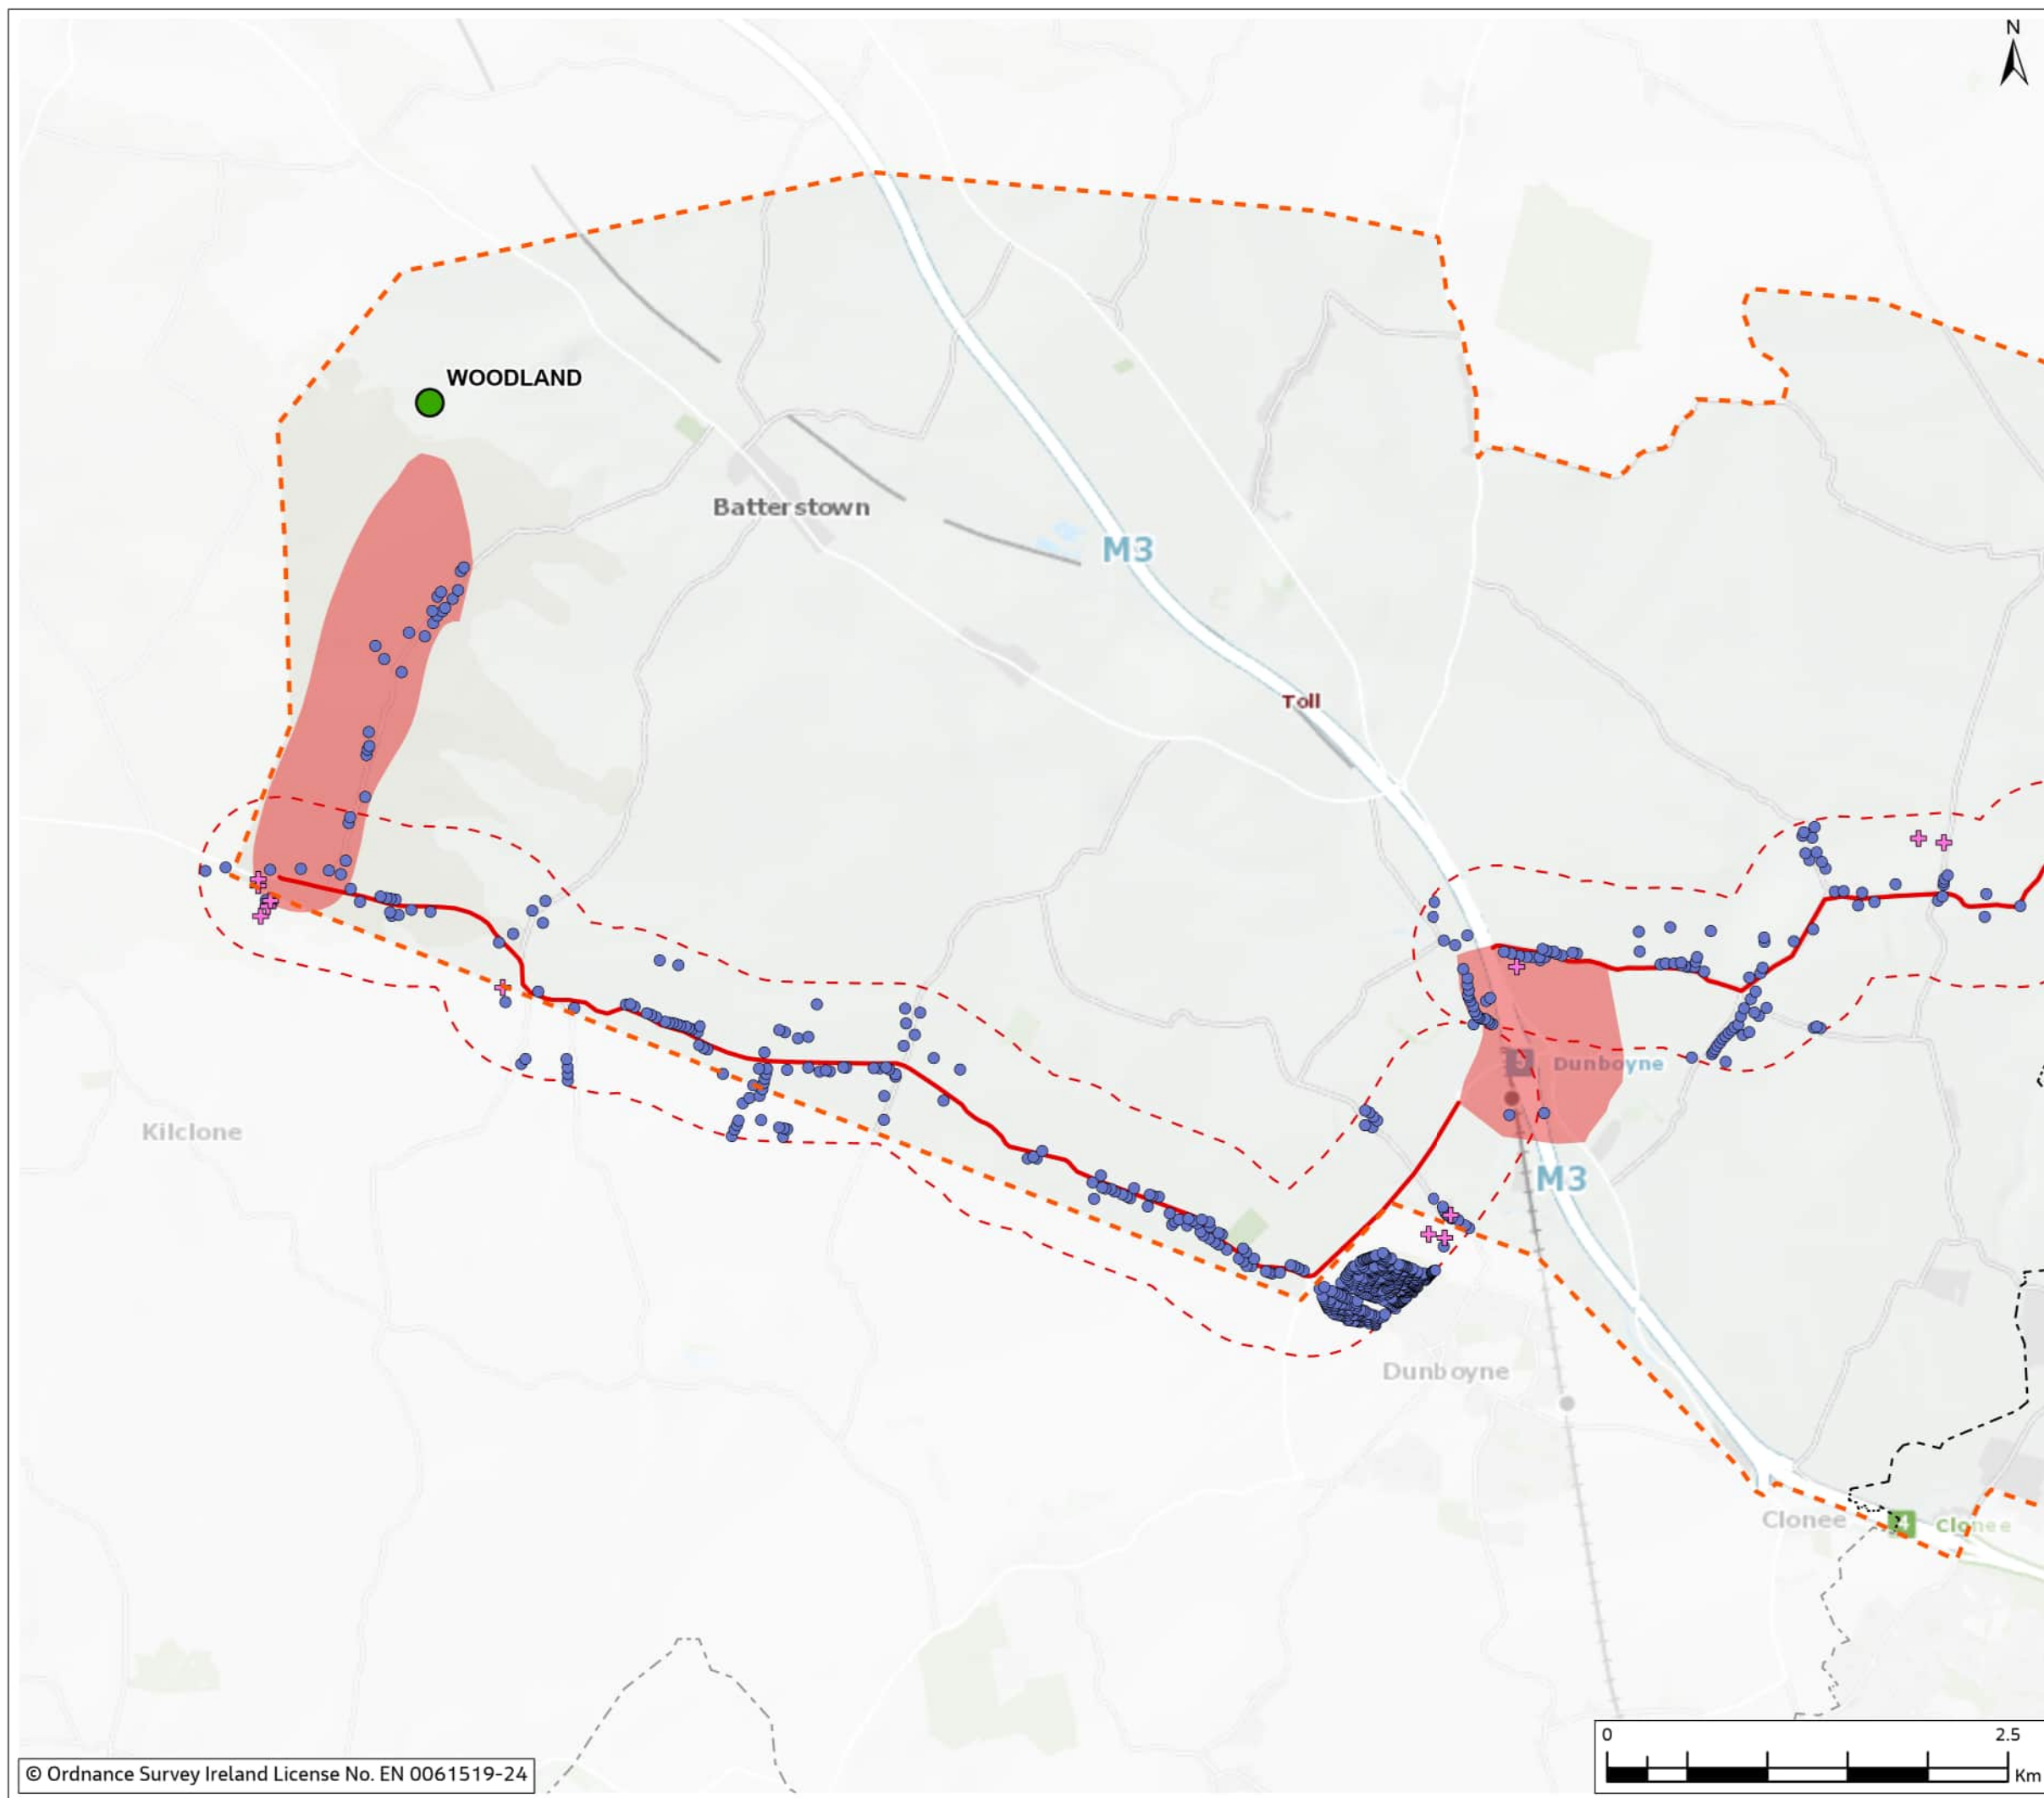 N
WOODLAND
Batterstown
M3
Toll
Dunboyne
Kilclone
M3
Dunboyne
Clonee
4 Clonee
0 2.5
Km
© Ordnance Survey Ireland License No. EN 0061519-24